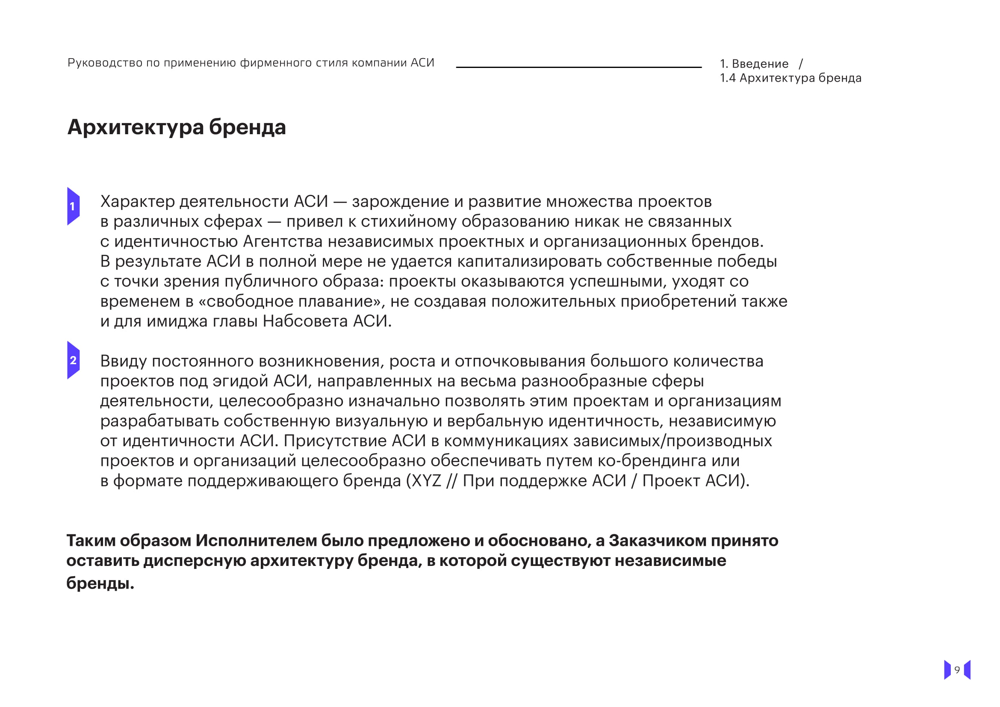 Руководство по применению фирменного стиля компании АСИ
1. Введение /
1.4 Архитектура бренда
Архитектура бренда
1
Характер деятельности АСИ — зарождение и развитие множества проектов
в различных сферах — привел к стихийному образованию никак не связанных
с идентичностью Агентства независимых проектных и организационных брендов.
В результате АСИ в полной мере не удается капитализировать собственные победы
с точки зрения публичного образа: проекты оказываются успешными, уходят со
временем в «свободное плавание», не создавая положительных приобретений также
и для имиджа главы Набсовета АСИ.
2
Ввиду постоянного возникновения, роста и отпочковывания большого количества
проектов под эгидой АСИ, направленных на весьма разнообразные сферы
деятельности, целесообразно изначально позволять этим проектам и организациям
разрабатывать собственную визуальную и вербальную идентичность, независимую
от идентичности АСИ. Присутствие АСИ в коммуникациях зависимых/производных
проектов и организаций целесообразно обеспечивать путем ко-брендинга или
в формате поддерживающего бренда (XYZ // При поддержке АСИ / Проект АСИ).
Таким образом Исполнителем было предложено и обосновано, а Заказчиком принято
оставить дисперсную архитектуру бренда, в которой существуют независимые
бренды.
9